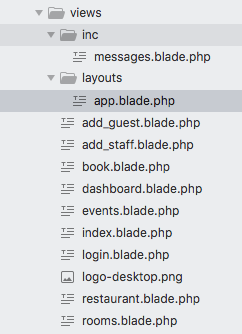 views
inc
messages.blade.php
layouts
app.blade.php
add_guest.blade.php
add_staff.blade.php
book.blade.php
dashboard.blade.php
events.blade.php
index.blade.php
login.blade.php
logo-desktop.png
restaurant.blade.php
rooms.blade.php